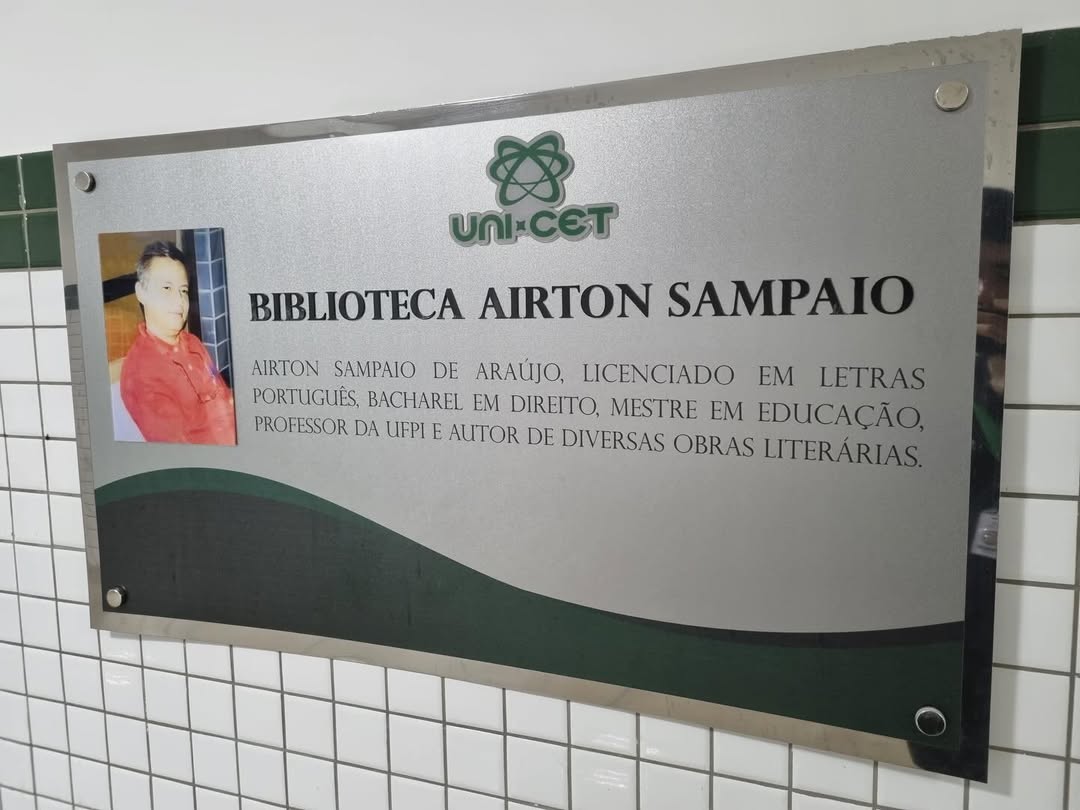 UNI CET
BIBLIOTECA AIRTON SAMPAIO
AIRTON SAMPAIO DE ARAÚJO, LICENCIADO EM LETRAS
PORTUGUÊS, BACHAREL EM DIREITO, MESTRE EM EDUCAÇÃO,
PROFESSOR DA UFPI E AUTOR DE DIVERSAS OBRAS LITERÁRIAS.